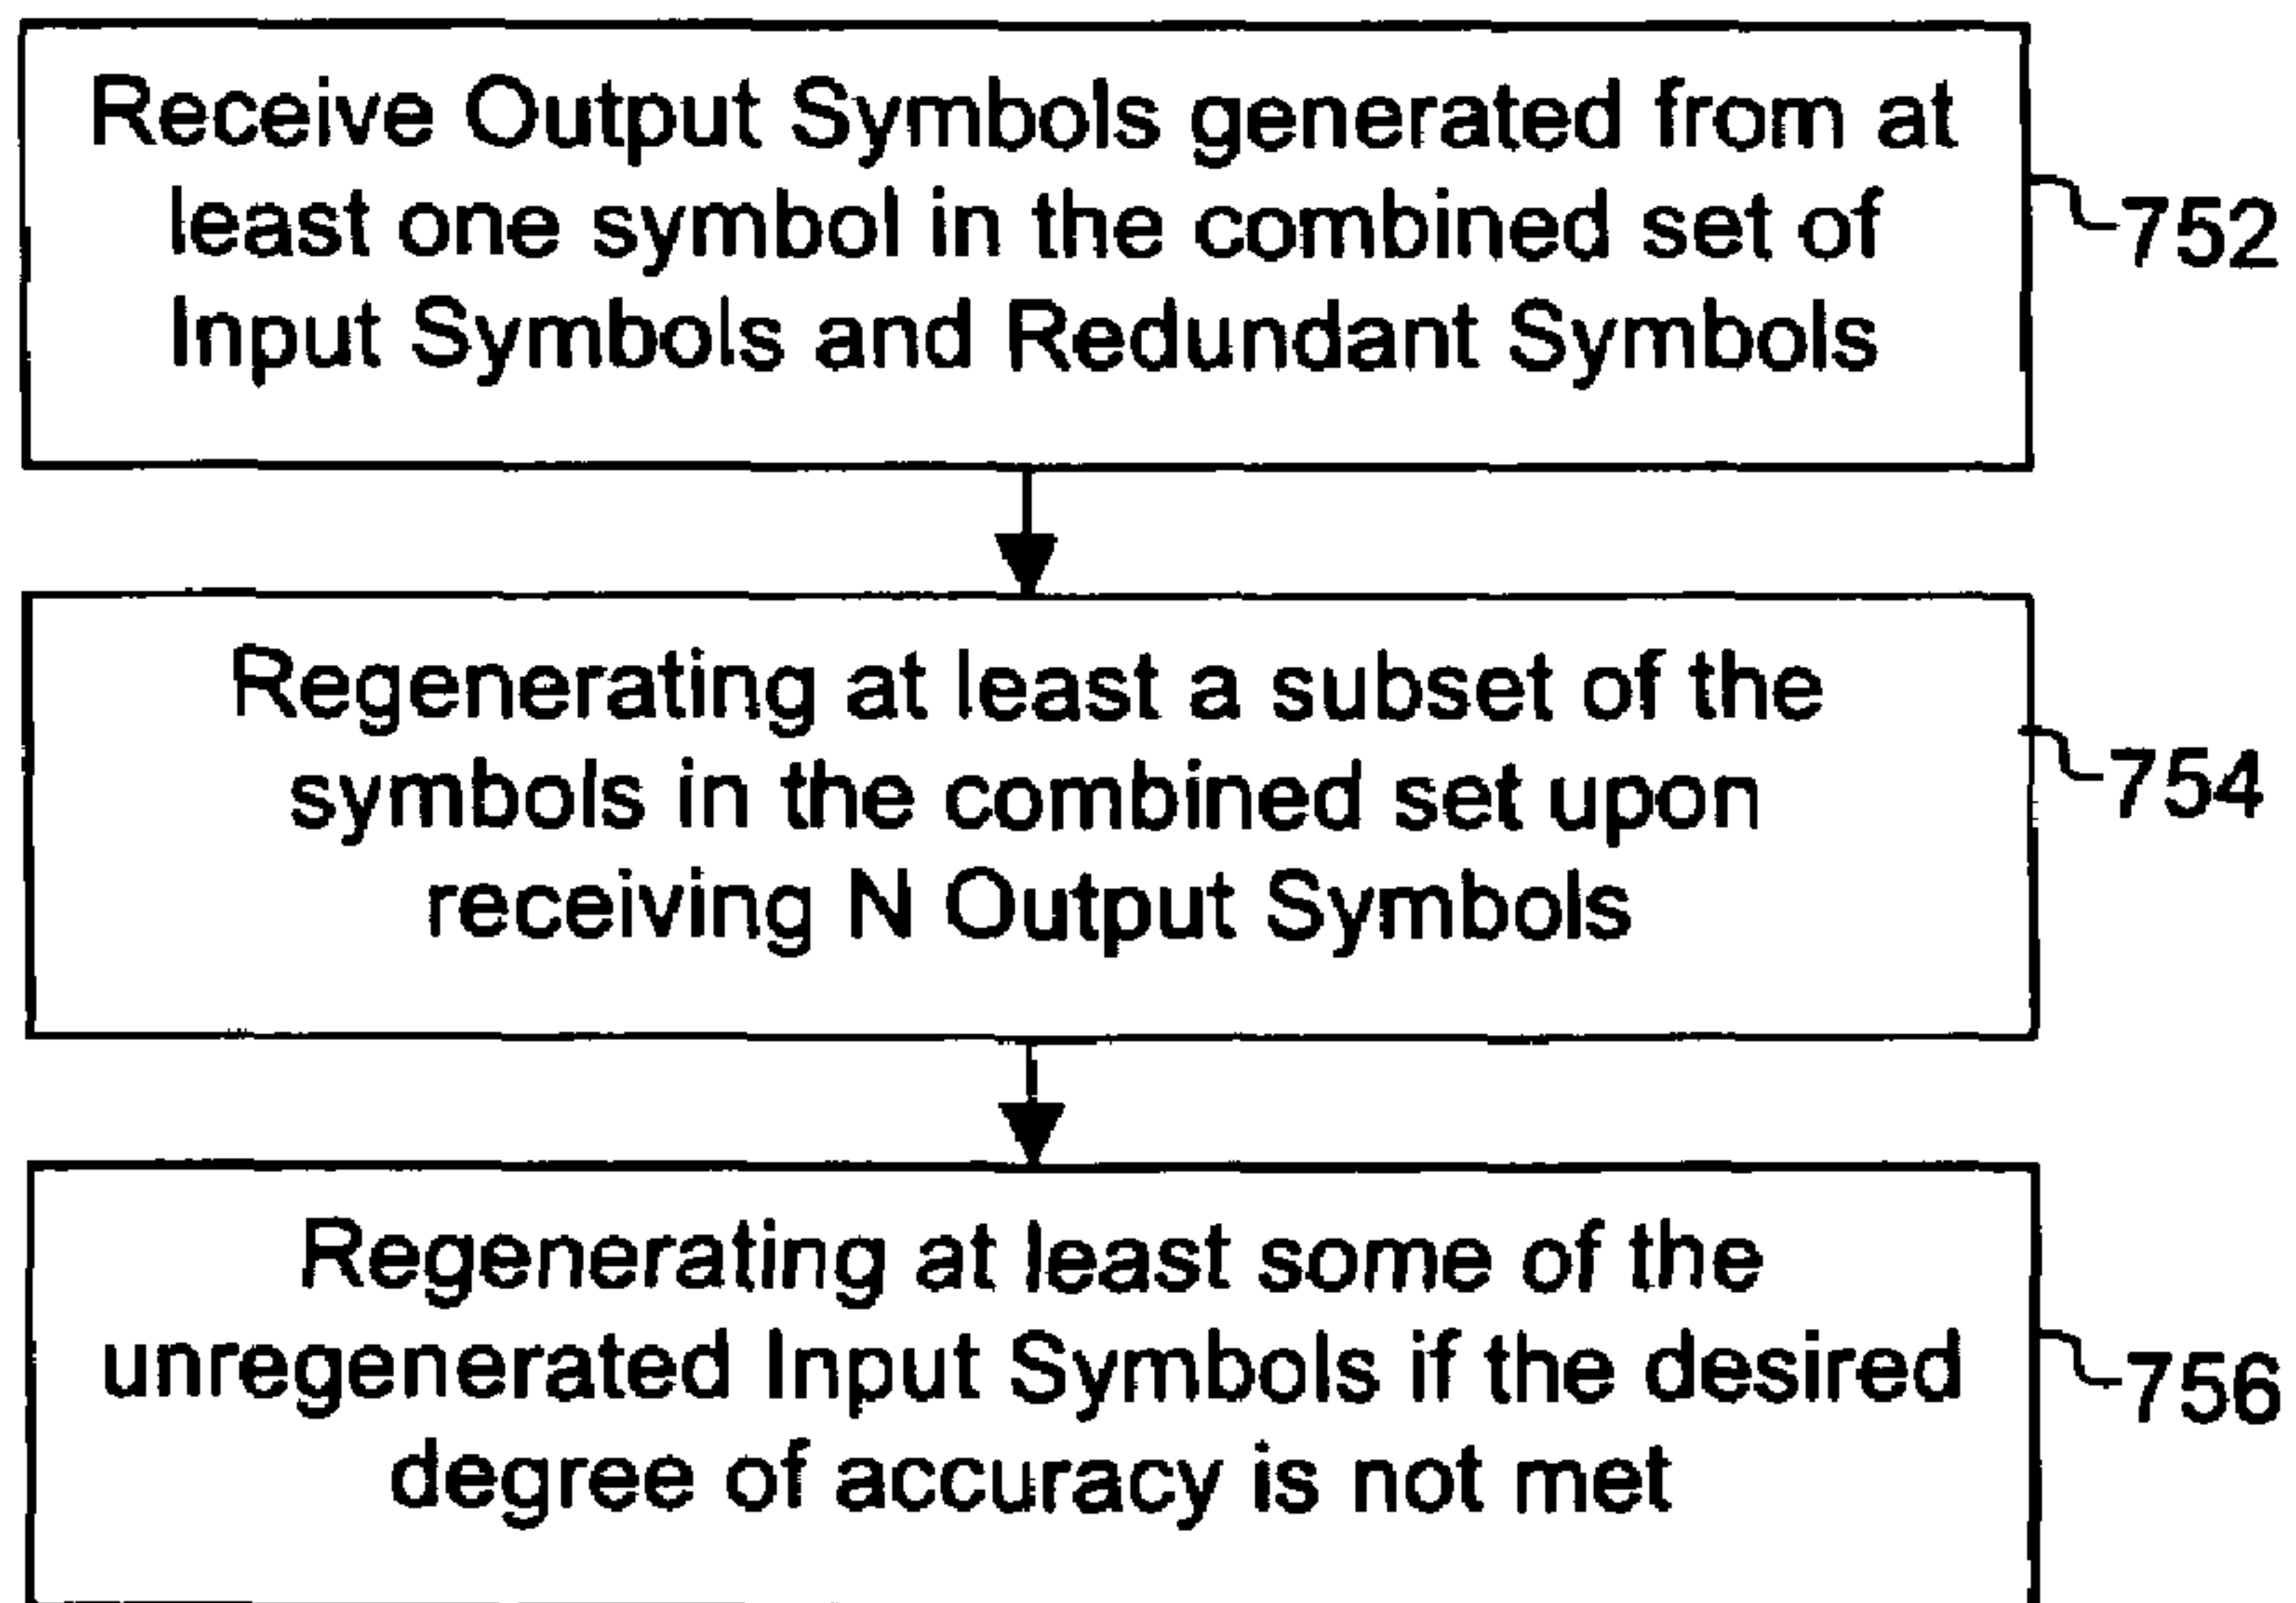 Receive Output Symbols generated from at
least one symbol in the combined set of
Input Symbols and Redundant Symbols
752
Regenerating at least a subset of the
symbols in the combined set upon
receiving N Output Symbols
754
Regenerating at least some of the
unregenerated Input Symbols if the desired
degree of accuracy is not met
756